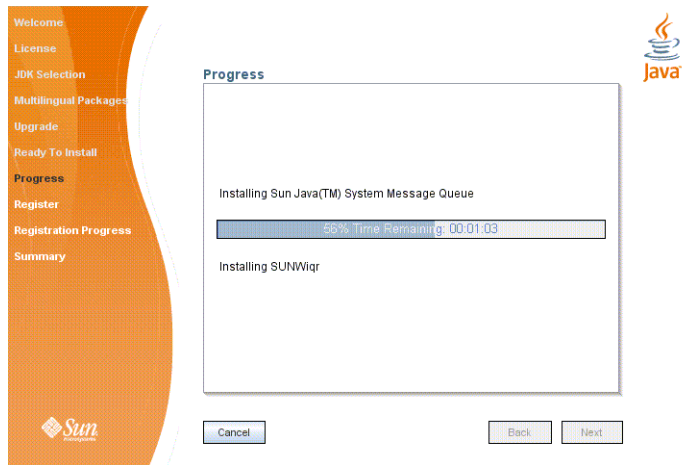 Welcome
License
JDK Selection
Multilingual Packages
Upgrade
Ready To Install
Progress
Register
Registration Progress
Summary
Sun
microsystems
Java
Progress
Installing Sun Java(TM) System Message Queue
56% Time Remaining: 00:01:03
Installing SUNWiqr
Cancel
Back
Next